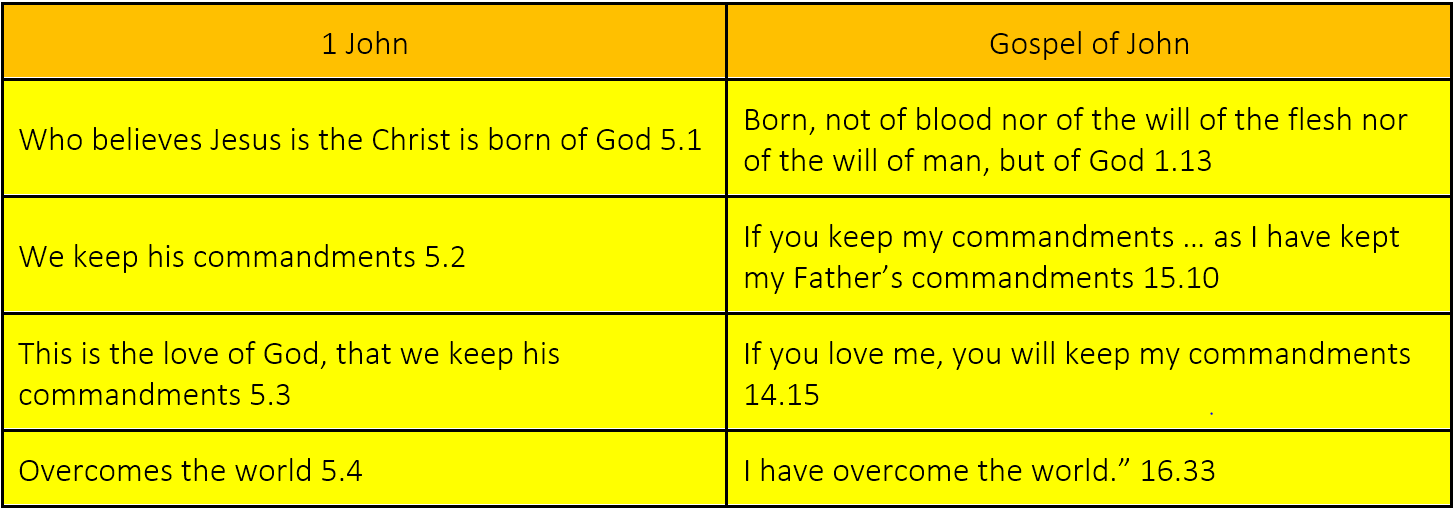 1 John
Gospel of John
Who believes Jesus is the Christ is born of God 5.1
Born, not of blood nor of the will of the flesh nor
of the will of man, but of God 1.13
We keep his commandments 5.2
If you keep my commandments … as I have kept
my Father’s commandments 15.10
This is the love of God, that we keep his
commandments 5.3
If you love me, you will keep my commandments
14.15
.
Overcomes the world 5.4
I have overcome the world.” 16.33